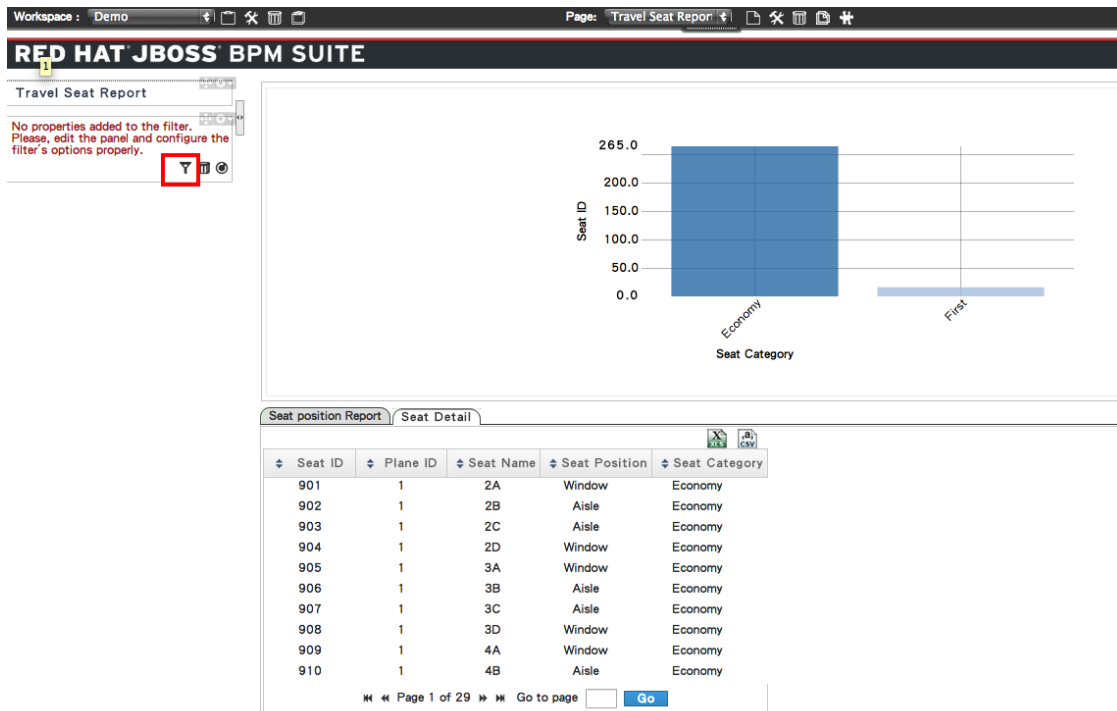 Workspace : Demo Page: Travel Seat Report
RED HAT® JBOSS® BPM SUITE
1
Travel Seat Report
No properties added to the filter.
Please, edit the panel and configure the
filter´s options properly.
265.0
200.0
150.0
100.0
50.0
0.0
Seat ID
Economy
First
Seat Category
Seat position Report Seat Detail
XLS ,a, CSV
Seat ID Plane ID Seat Name Seat Position Seat Category
901 1 2A Window Economy
902 1 2B Aisle Economy
903 1 2C Aisle Economy
904 1 2D Window Economy
905 1 3A Window Economy
906 1 3B Aisle Economy
907 1 3C Aisle Economy
908 1 3D Window Economy
909 1 4A Window Economy
910 1 4B Aisle Economy
Page 1 of 29 Go to page Go